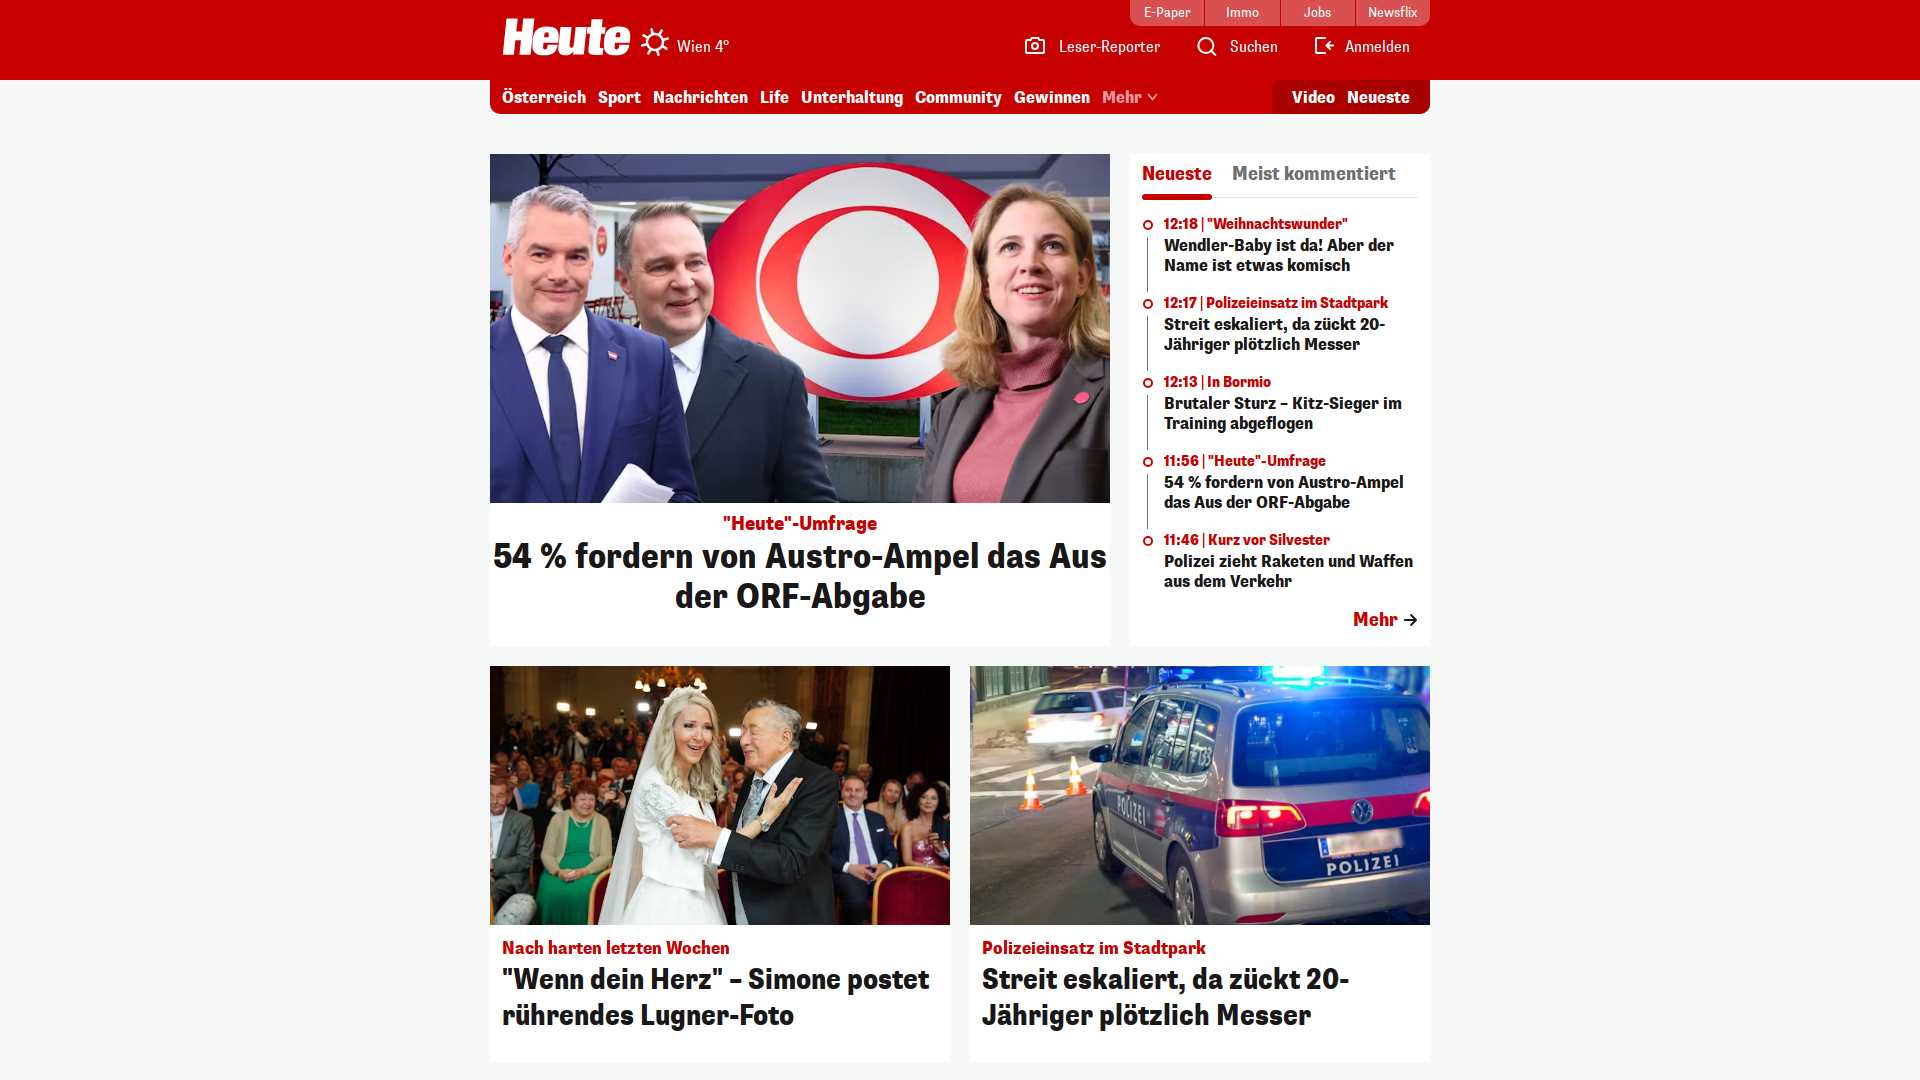 E-Paper
Immo
Jobs
Newsflix
Heute
Wien 4°
Leser-Reporter
Suchen
Anmelden
Österreich
Sport
Nachrichten
Life
Unterhaltung
Community
Gewinnen
Mehr
Video
Neueste
"Heute"-Umfrage
54 % fordern von Austro-Ampel das Aus
der ORF-Abgabe
Neueste
Meist kommentiert
12:18 | "Weihnachtswunder"
Wendler-Baby ist da! Aber der
Name ist etwas komisch
12:17 | Polizeieinsatz im Stadtpark
Streit eskaliert, da zückt 20-
Jähriger plötzlich Messer
12:13 | In Bormio
Brutaler Sturz – Kitz-Sieger im
Training abgeflogen
11:56 | "Heute"-Umfrage
54 % fordern von Austro-Ampel
das Aus der ORF-Abgabe
11:46 | Kurz vor Silvester
Polizei zieht Raketen und Waffen
aus dem Verkehr
Mehr
Nach harten letzten Wochen
"Wenn dein Herz" – Simone postet
rührendes Lugner-Foto
POLIZEI
POLIZEI
Polizeieinsatz im Stadtpark
Streit eskaliert, da zückt 20-
Jähriger plötzlich Messer